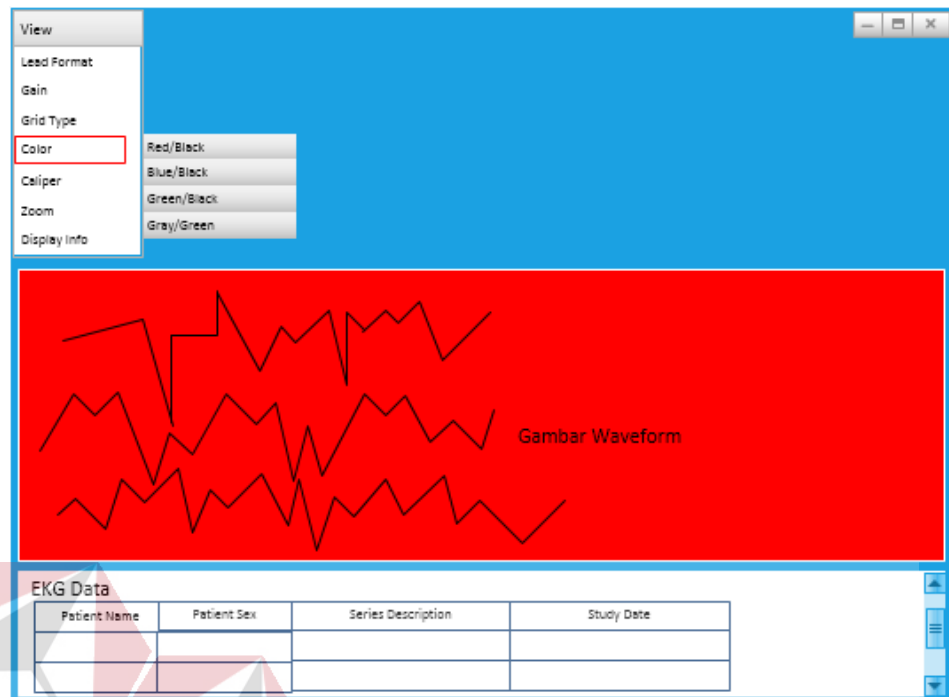 View
Lead Format
Gain
Grid Type
Color
Caliper
Zoom
Display Info
Red/Black
Blue/Black
Green/Black
Gray/Green
Gambar Waveform
EKG Data
Patient Name Patient Sex Series Description Study Date